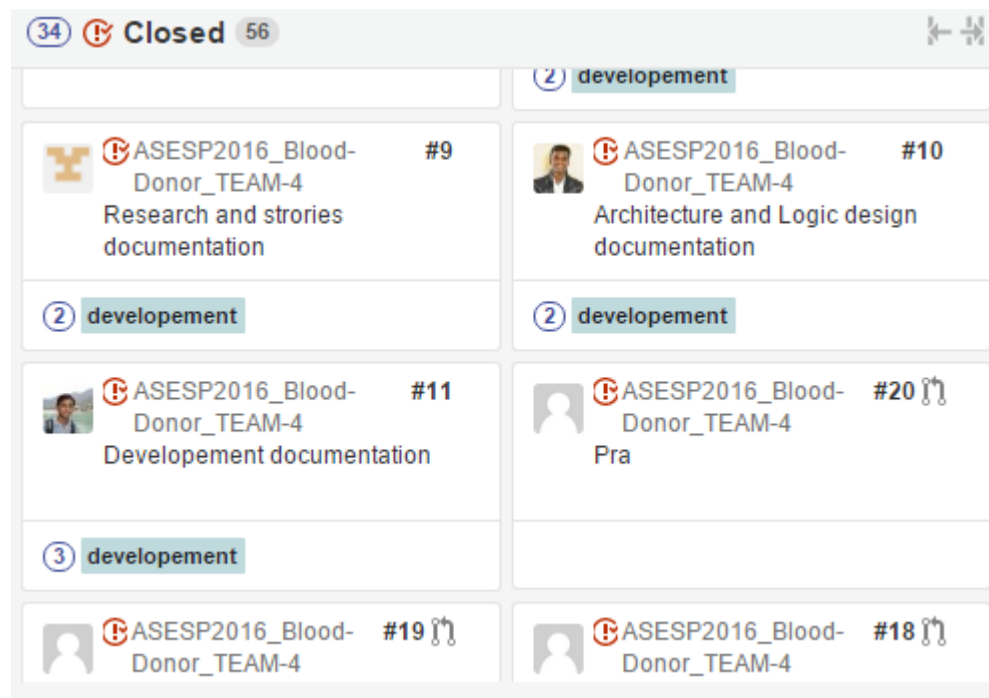 34 Closed 56
2 developement
ASESP2016_Blood- #9
Donor_TEAM-4
Research and strories
documentation
2 developement
ASESP2016_Blood- #10
Donor_TEAM-4
Architecture and Logic design
documentation
2 developement
ASESP2016_Blood- #11
Donor_TEAM-4
Developement documentation
3 developement
ASESP2016_Blood- #20
Donor_TEAM-4
Pra
ASESP2016_Blood- #19
Donor_TEAM-4
ASESP2016_Blood- #18
Donor_TEAM-4